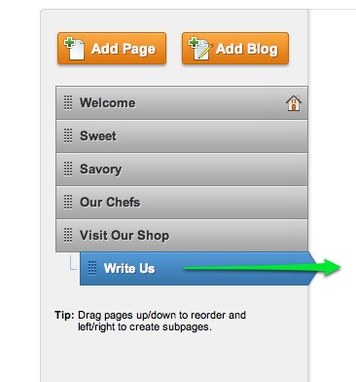 Add Page Add Blog
Welcome
Sweet
Savory
Our Chefs
Visit Our Shop
Write Us
Tip: Drag pages up/down to reorder and
left/right to create subpages.